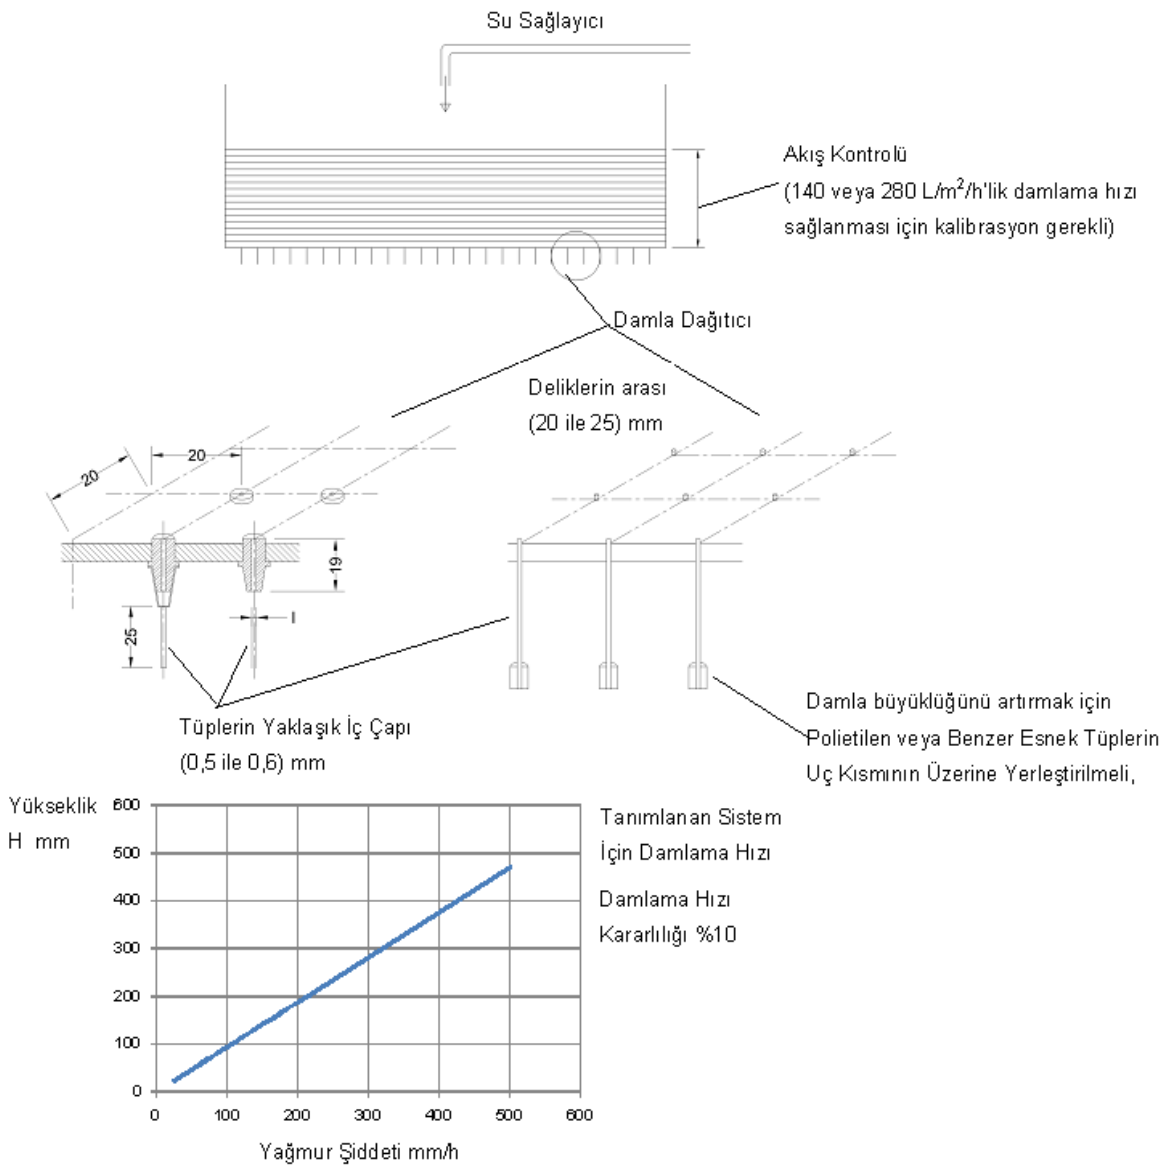 Su Sağlayıcı
Akış Kontrolü
(140 veya 280 L/m²/h'lik damlama hızı
sağlanması için kalibrasyon gerekli)
Damla Dağıtıcı
Deliklerin arası
(20 ile 25) mm
20
20
19
25
I
Tüplerin Yaklaşık İç Çapı
(0,5 ile 0,6) mm
Damla büyüklüğünü artırmak için
Polietilen veya Benzer Esnek Tüplerin
Uç Kısmının Üzerine Yerleştirilmeli,
Yükseklik
H mm
600
500
400
300
200
100
0
0 100 200 300 400 500 600
Yağmur Şiddeti mm/h
Tanımlanan Sistem
İçin Damlama Hızı
Damlama Hızı
Kararlılığı %10